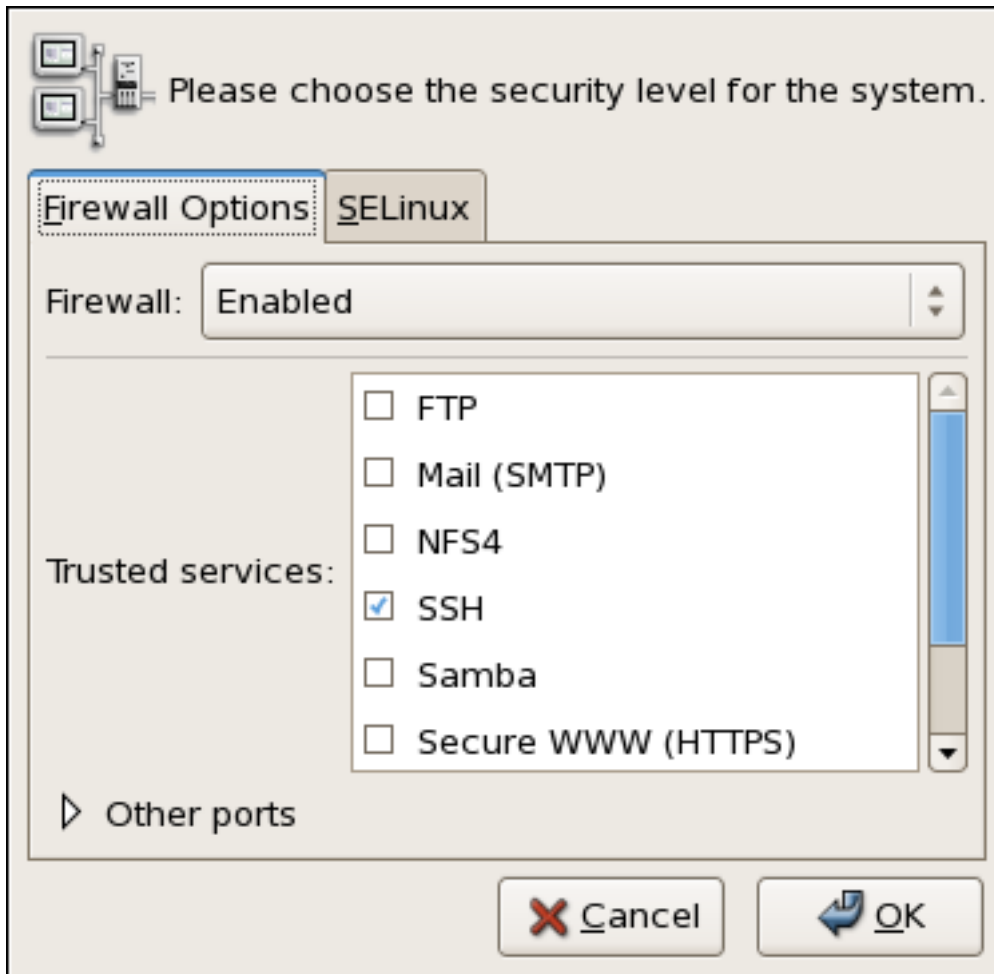 Please choose the security level for the system.
Firewall Options
SELinux
Firewall: Enabled
Trusted services:
FTP
Mail (SMTP)
NFS4
SSH
Samba
Secure WWW (HTTPS)
Other ports
Cancel
OK